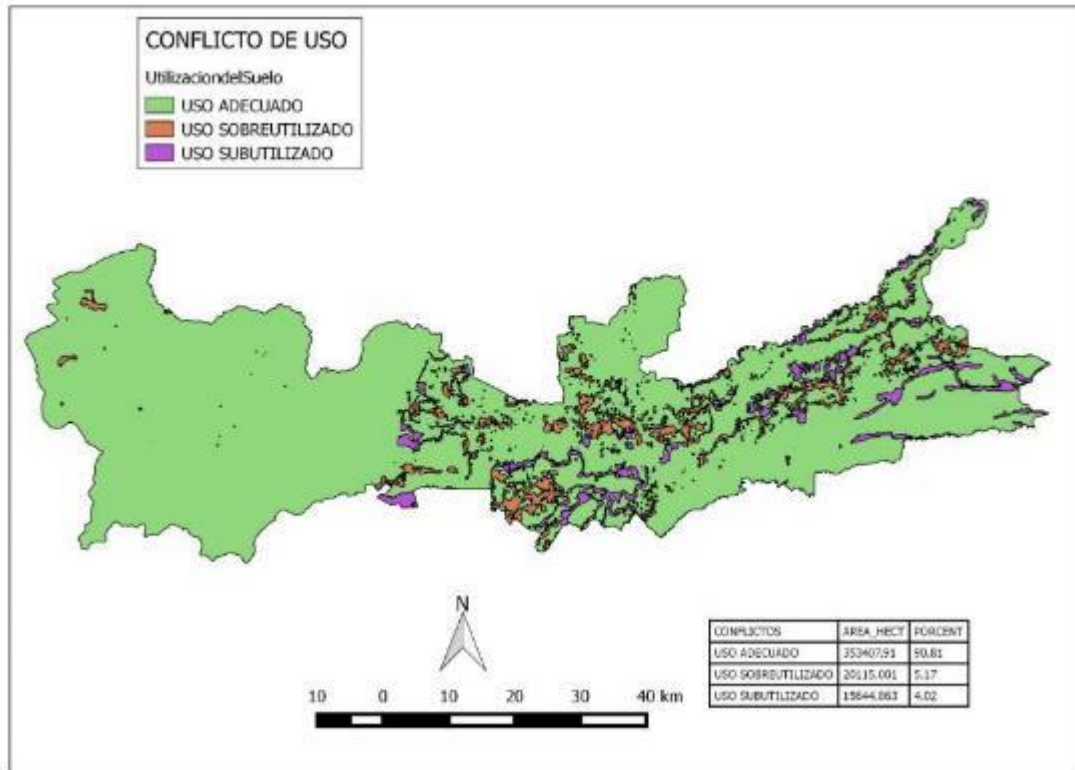 CONFLICTO DE USO
UtilizaciondelSuelo
USO ADECUADO
USO SOBREUTILIZADO
USO SUBUTILIZADO
N
10 0 10 20 30 40 km
CONFLICTOS AREA_HECT PORCENT
USO ADECUADO 353407.91 90.81
USO SOBREUTILIZADO 20115.001 5.17
USO SUBUTILIZADO 15644.863 4.02